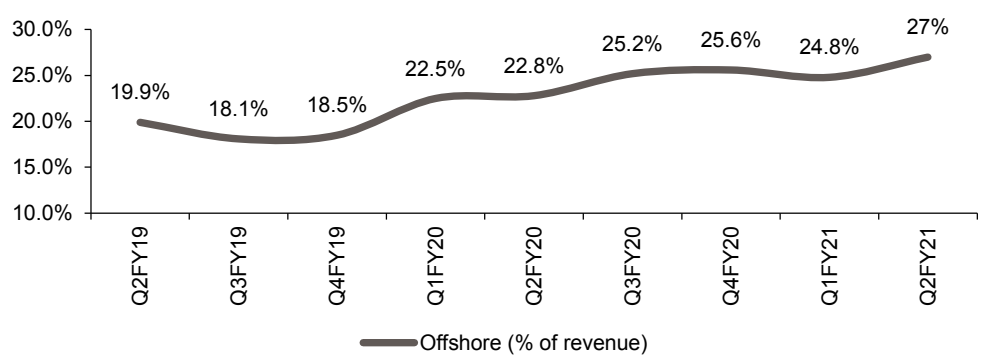 30.0%
25.0%
20.0%
15.0%
10.0%
19.9%
18.1%
18.5%
22.5%
22.8%
25.2%
25.6%
24.8%
27%
Q2FY19
Q3FY19
Q4FY19
Q1FY20
Q2FY20
Q3FY20
Q4FY20
Q1FY21
Q2FY21
Offshore (% of revenue)